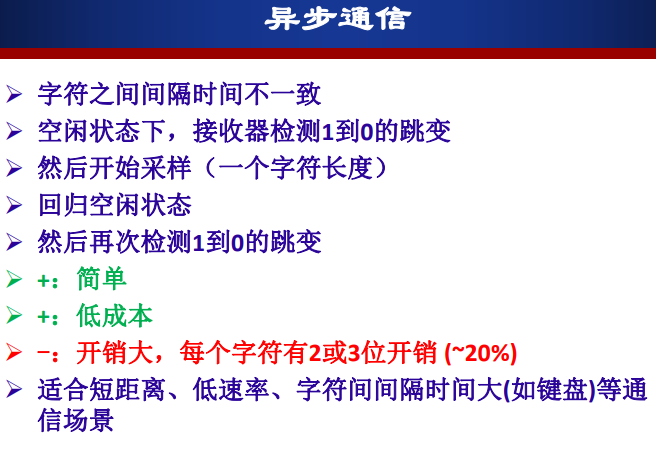 异步通信
字符之间间隔时间不一致
空闲状态下，接收器检测1到0的跳变
然后开始采样（一个字符长度）
回归空闲状态
然后再次检测1到0的跳变
+：简单
+：低成本
−：开销大，每个字符有2或3位开销 (~20%)
适合短距离、低速率、字符间间隔时间大(如键盘)等通
信场景